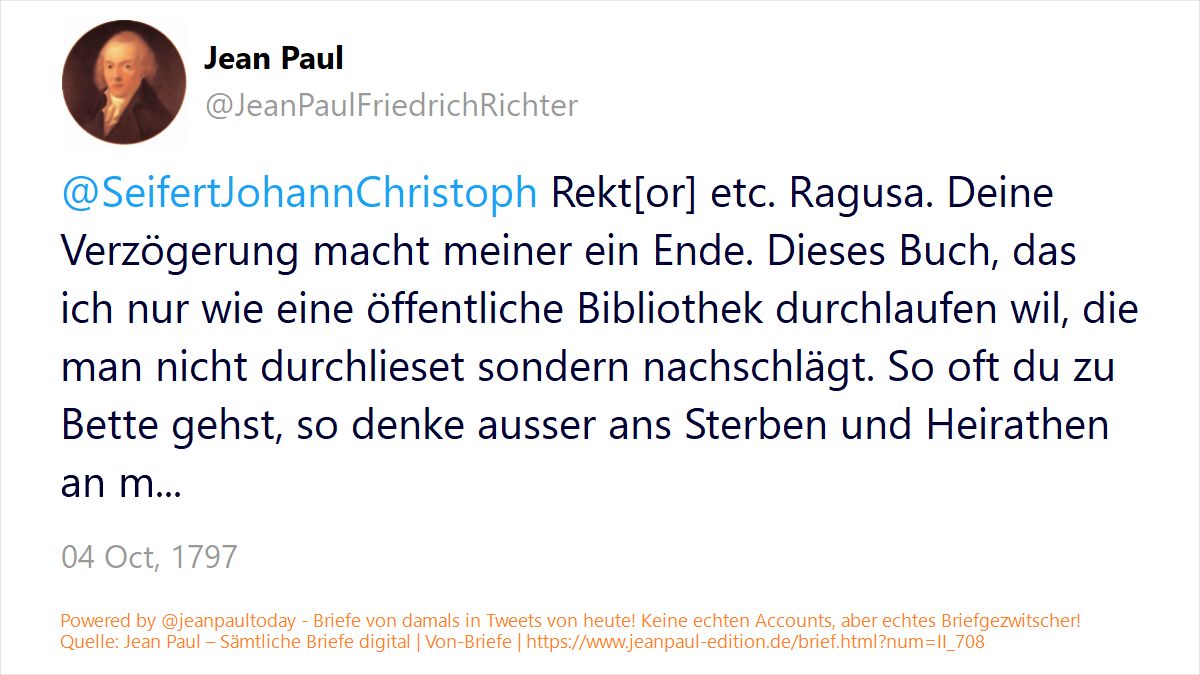 Jean Paul
@JeanPaulFriedrichRichter
@SeifertJohannChristoph Rekt[or] etc. Ragusa. Deine
Verzögerung macht meiner ein Ende. Dieses Buch, das
ich nur wie eine öffentliche Bibliothek durchlaufen wil, die
man nicht durchlieset sondern nachschlägt. So oft du zu
Bette gehst, so denke ausser ans Sterben und Heirathen
an m...
04 Oct, 1797
Powered by @jeanpaultoday - Briefe von damals in Tweets von heute! Keine echten Accounts, aber echtes Briefgezwitscher!
Quelle: Jean Paul – Sämtliche Briefe digital | Von-Briefe | https://www.jeanpaul-edition.de/brief.html?num=II_708